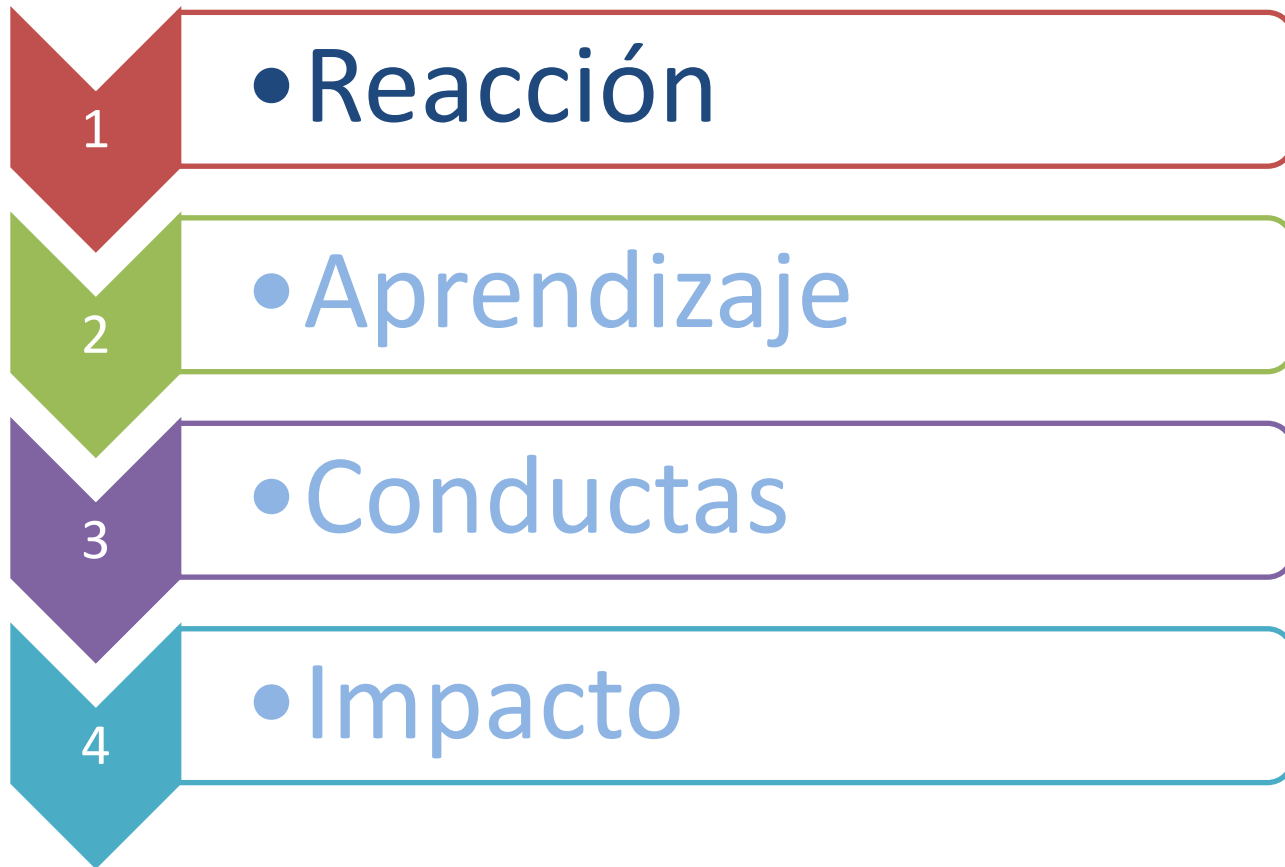 1
•Reacción
2
•Aprendizaje
3
•Conductas
4
•Impacto